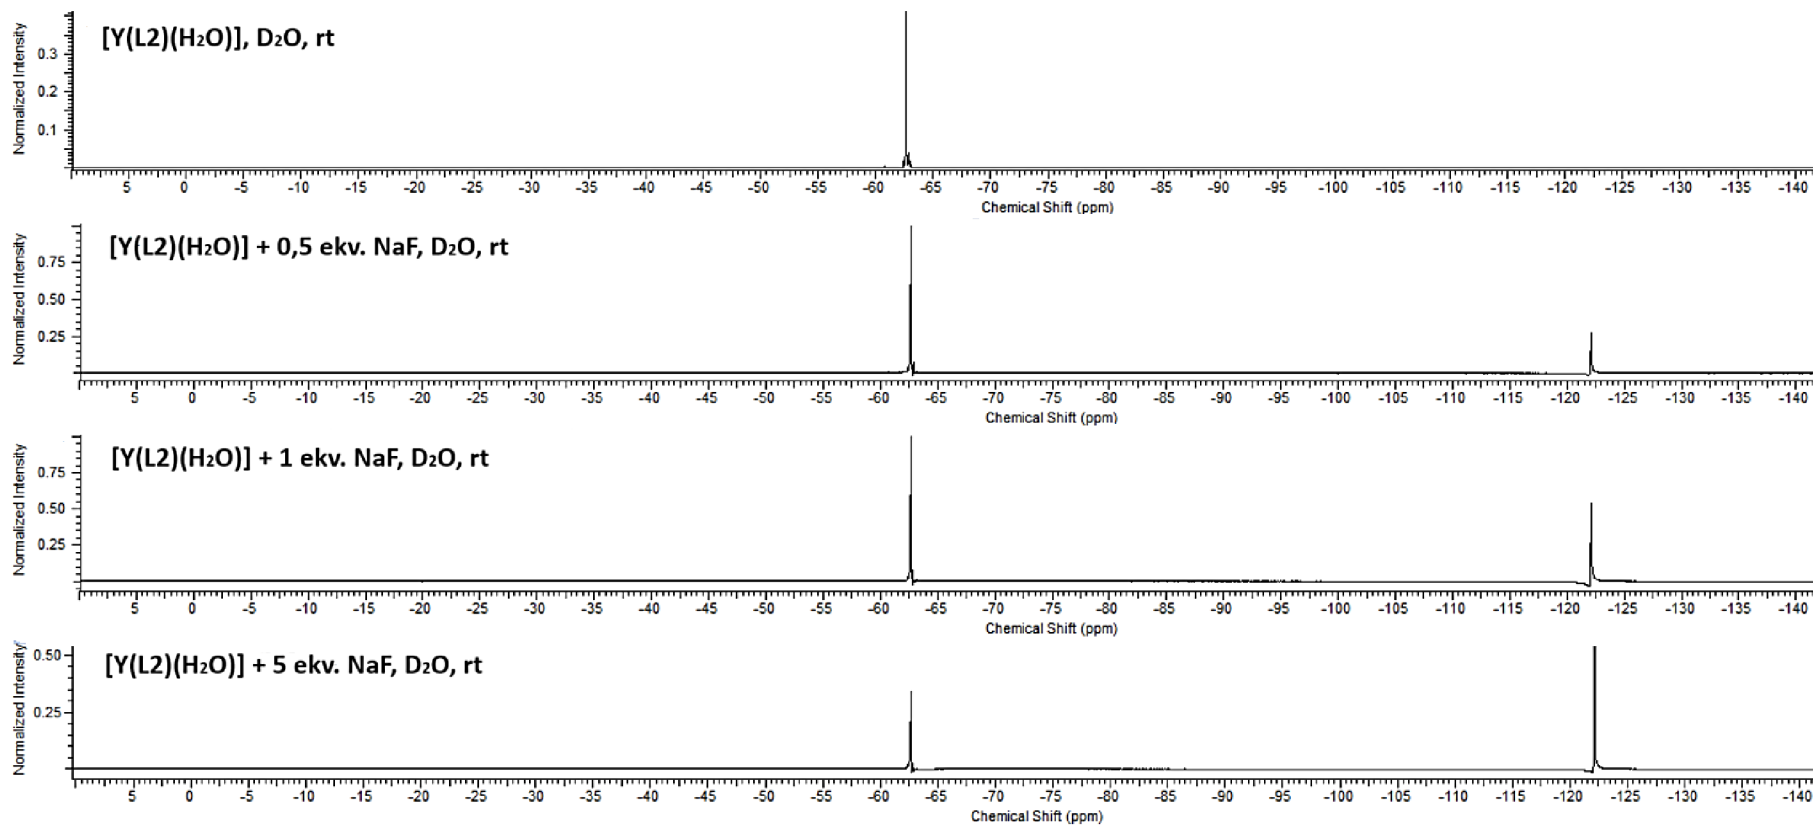 [Y(L2)(H₂O)], D₂O, rt
Normalized Intensity
0.3
0.2
0.1
5 0 -5 -10 -15 -20 -25 -30 -35 -40 -45 -50 -55 -60 -65 -70 -75 -80 -85 -90 -95 -100 -105 -110 -115 -120 -125 -130 -135 -140
Chemical Shift (ppm)
[Y(L2)(H₂O)] + 0,5 ekv. NaF, D₂O, rt
Normalized Intensity
0.75
0.50
0.25
5 0 -5 -10 -15 -20 -25 -30 -35 -40 -45 -50 -55 -60 -65 -70 -75 -80 -85 -90 -95 -100 -105 -110 -115 -120 -125 -130 -135 -140
Chemical Shift (ppm)
[Y(L2)(H₂O)] + 1 ekv. NaF, D₂O, rt
Normalized Intensity
0.75
0.50
0.25
5 0 -5 -10 -15 -20 -25 -30 -35 -40 -45 -50 -55 -60 -65 -70 -75 -80 -85 -90 -95 -100 -105 -110 -115 -120 -125 -130 -135 -140
Chemical Shift (ppm)
[Y(L2)(H₂O)] + 5 ekv. NaF, D₂O, rt
Normalized Intensity
0.50
0.25
5 0 -5 -10 -15 -20 -25 -30 -35 -40 -45 -50 -55 -60 -65 -70 -75 -80 -85 -90 -95 -100 -105 -110 -115 -120 -125 -130 -135 -140
Chemical Shift (ppm)